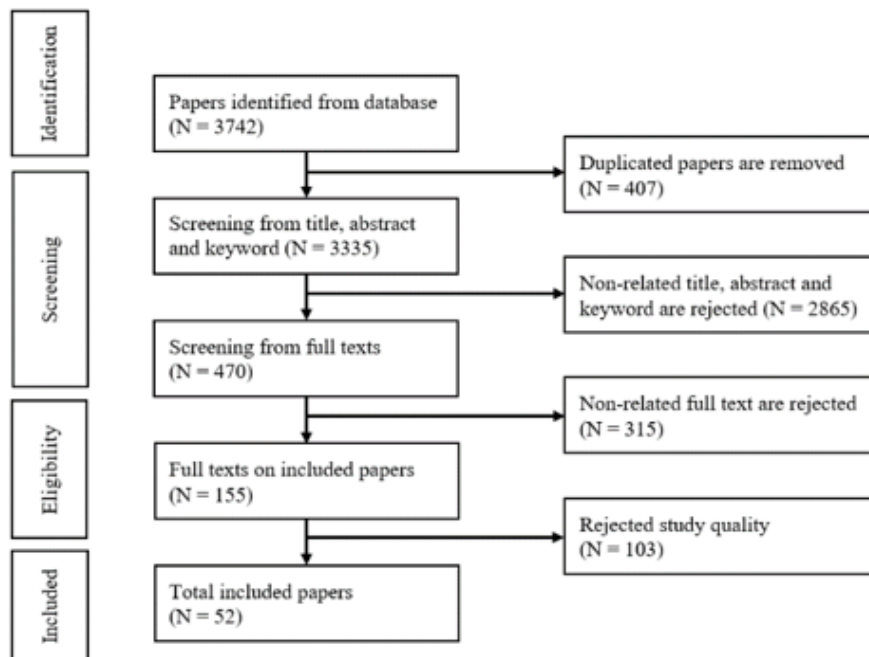 Identification
Papers identified from database
(N = 3742)
Duplicated papers are removed
(N = 407)
Screening
Screening from title, abstract
and keyword (N = 3335)
Non-related title, abstract and
keyword are rejected (N = 2865)
Screening from full texts
(N = 470)
Non-related full text are rejected
(N = 315)
Eligibility
Full texts on included papers
(N = 155)
Rejected study quality
(N = 103)
Included
Total included papers
(N = 52)